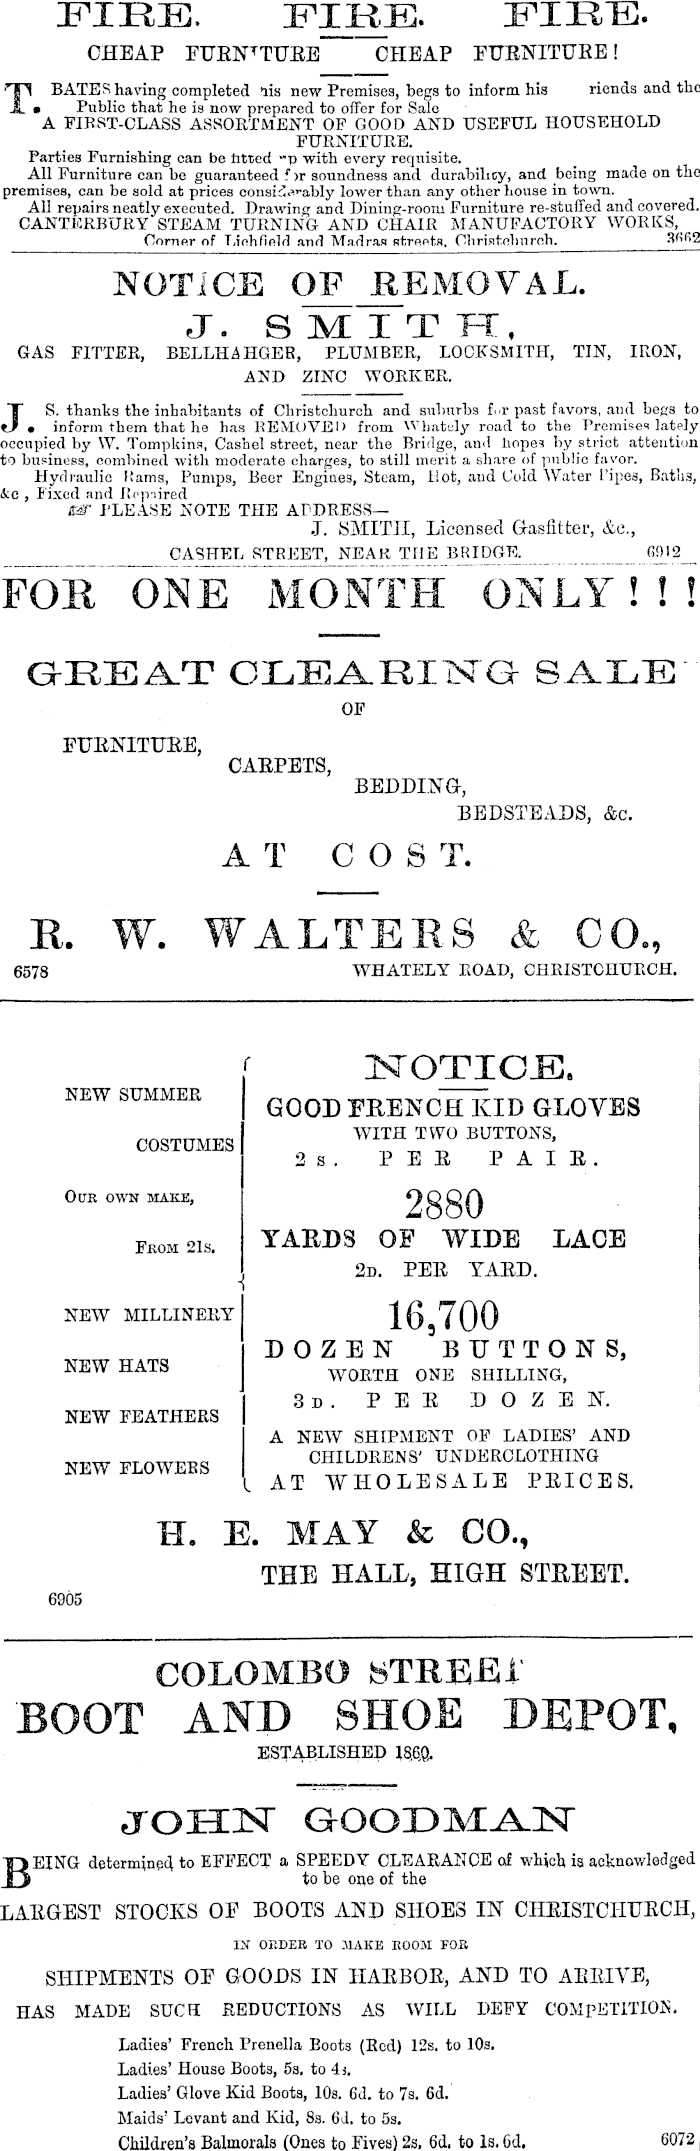 FIRE. FIRE. FIRE.
CHEAP FURNITURE CHEAP FURNITURE!
T. BATES having completed his new Premises, begs to inform his riends and the
Public that he is now prepared to offer for Sale
A FIRST-CLASS ASSORTMENT OF GOOD AND USEFUL HOUSEHOLD
FURNITURE.
Parties Furnishing can be fitted up with every requisite.
All Furniture can be guaranteed for soundness and durability, and being made on the
premises, can be sold at prices considerably lower than any other house in town.
All repairs neatly executed. Drawing and Dining-room Furniture re-stuffed and covered.
CANTERBURY STEAM TURNING AND CHAIR MANUFACTORY WORKS,
Corner of Lichfield and Madras streets, Christchurch. 3662
NOTICE OF REMOVAL.
J. SMITH,
GAS FITTER, BELLHAHGER, PLUMBER, LOCKSMITH, TIN, IRON,
AND ZINC WORKER.
J. S. thanks the inhabitants of Christchurch and suburbs for past favors, and begs to
inform them that he has REMOVED from Whately road to the Premises lately
occupied by W. Tompkins, Cashel street, near the Bridge, and hopes by strict attention
to business, combined with moderate charges, to still merit a share of public favor.
Hydraulic Rams, Pumps, Beer Engines, Steam, Hot, and Cold Water Pipes, Baths,
&c, Fixed and Repaired
☞ PLEASE NOTE THE ADDRESS—
J. SMITH, Licensed Gasfitter, &c.,
CASHEL STREET, NEAR THE BRIDGE. 6912
FOR ONE MONTH ONLY!!!
GREAT CLEARING SALE
OF
FURNITURE,
CARPETS,
BEDDING,
BEDSTEADS, &c.
AT COST.
R. W. WALTERS & CO.,
6578 WHATELY ROAD, CHRISTCHURCH.
NEW SUMMER
COSTUMES
OUR OWN MAKE,
FROM 21s.
NEW MILLINERY
NEW HATS
NEW FEATHERS
NEW FLOWERS
NOTICE.
GOOD FRENCH KID GLOVES
WITH TWO BUTTONS,
2s. PER PAIR.
2880
YARDS OF WIDE LACE
2D. PER YARD.
16,700
DOZEN BUTTONS,
WORTH ONE SHILLING,
3D. PER DOZEN.
A NEW SHIPMENT OF LADIES' AND
CHILDRENS' UNDERCLOTHING
AT WHOLESALE PRICES.
H. E. MAY & CO.,
THE HALL, HIGH STREET.
6905
COLOMBO STREET
BOOT AND SHOE DEPOT,
ESTABLISHED 1860.
JOHN GOODMAN
BEING determined to EFFECT a SPEEDY CLEARANCE of which is acknowledged
to be one of the
LARGEST STOCKS OF BOOTS AND SHOES IN CHRISTCHURCH,
IN ORDER TO MAKE ROOM FOR
SHIPMENTS OF GOODS IN HARBOR, AND TO ARRIVE,
HAS MADE SUCH REDUCTIONS AS WILL DEFY COMPETITION.
Ladies' French Prenella Boots (Red) 12s. to 10s.
Ladies' House Boots, 5s. to 4s.
Ladies' Glove Kid Boots, 10s. 6d. to 7s. 6d.
Maids' Levant and Kid, 8s. 6d. to 5s.
Children's Balmorals (Ones to Fives) 2s. 6d. to 1s. 6d. 6072